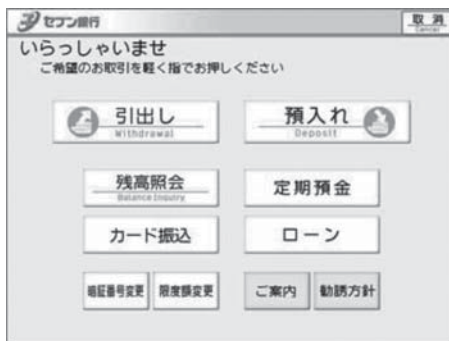 セブン銀行
取消
Cancel
いらっしゃいませ
ご希望のお取引を軽く指でお押しください
引出し
Withdrawal
預入れ
Deposit
残高照会
Balance Inquiry
定期預金
カード振込
ローン
暗証番号変更
限度額変更
ご案内
勧誘方針